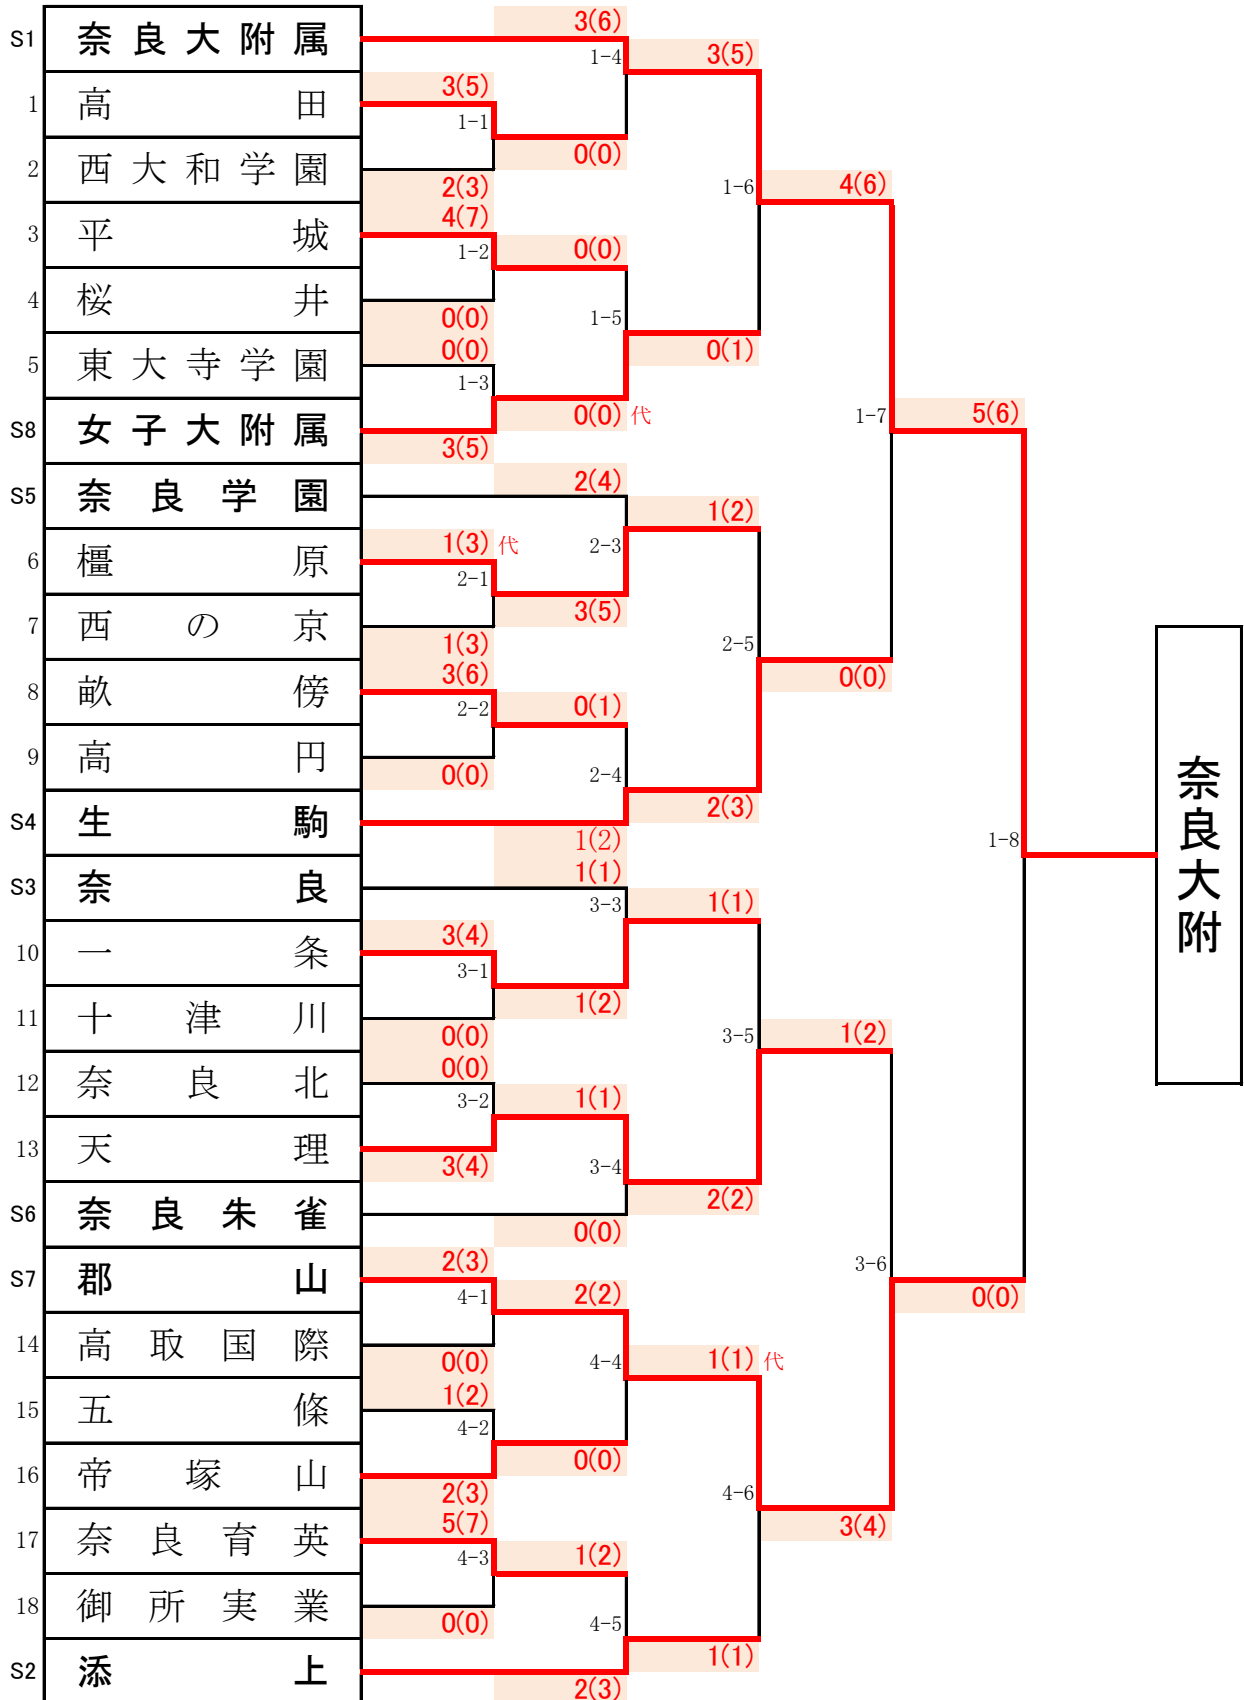 3(6)
S1 奈良大附属
1-4 3(5)
3(5)
1 高田
1-1
0(0)
2 西大和学園
2(3)
1-6 4(6)
4(7)
3 平城
1-2 0(0)
4 桜井
0(0) 1-5
0(0) 0(1)
5 東大寺学園
1-3
0(0) 代
1-7 5(6)
S8 女子大附属
3(5)
2(4)
S5 奈良学園
1(2)
1(3) 代 2-3
6 橿原
2-1
3(5)
7 西の京
1(3) 2-5
3(6) 0(0)
8 畝傍
2-2 0(1)
9 高円
0(0) 2-4
2(3)
S4 生駒
1(2)
1-8
奈良大附
1(1)
S3 奈良
3-3 1(1)
3(4)
10 一条
3-1
1(2)
11 十津川
0(0) 3-5 1(2)
0(0)
12 奈良北
3-2 1(1)
13 天理
3(4) 3-4
2(2)
S6 奈良朱雀
0(0)
2(3) 3-6
S7 郡山
4-1 2(2) 0(0)
14 高取国際
0(0) 4-4 1(1) 代
1(2)
15 五條
4-2
0(0)
16 帝塚山
2(3) 4-6
5(7) 3(4)
17 奈良育英
4-3 1(2)
18 御所実業
0(0) 4-5
1(1)
S2 添上
2(3)